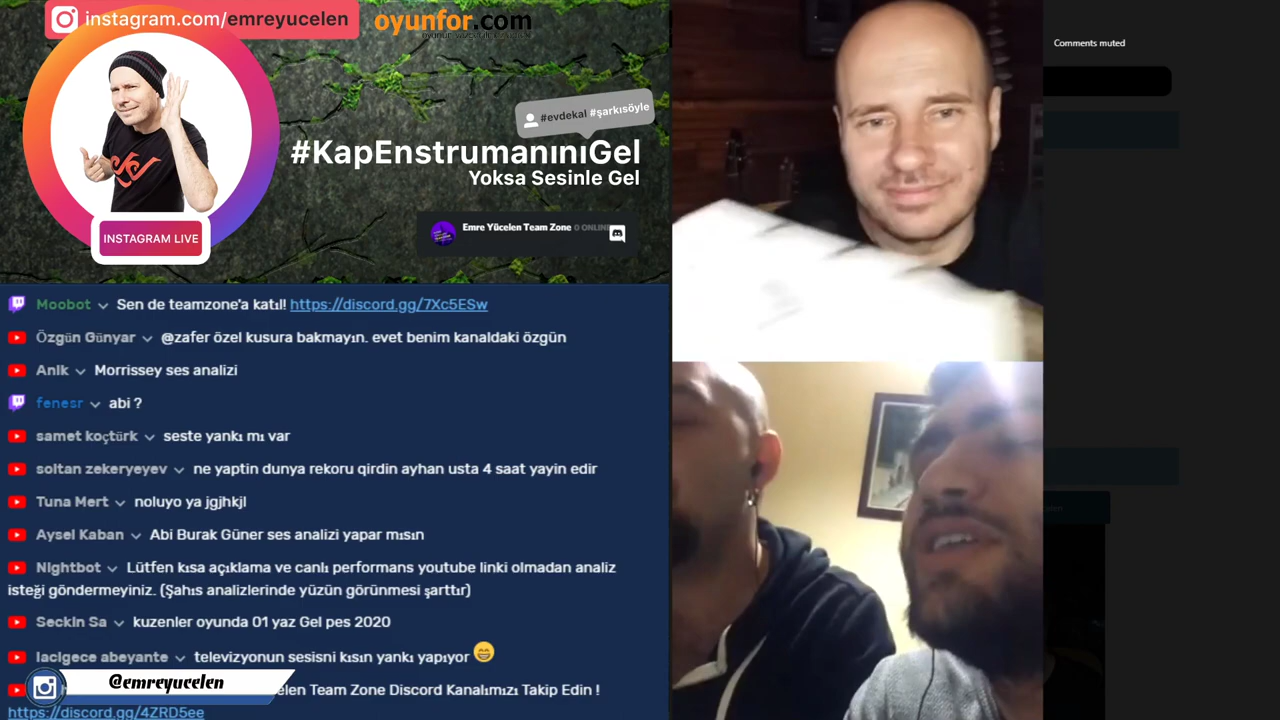 instagram.com/emreyucelen
oyunfor.com
Comments muted
#evdekal #şarkısöyle
#KapEnstrumanınıGel
Yoksa Sesinle Gel
INSTAGRAM LIVE
Emre Yücelen Team Zone 0 ONLINE
Moobot Sen de teamzone'a katıl! https://discord.gg/7Xc5ESw
Özgün Günyar @zafer özel kusura bakmayın. evet benim kanaldaki özgün
Anik Morrissey ses analizi
fenesr abi ?
samet koçtürk seste yankı mı var
soltan zekeryeyev ne yaptin dunya rekoru qirdin ayhan usta 4 saat yayin edir
Tuna Mert noluyo ya jgjhkjl
Aysel Kaban Abi Burak Güner ses analizi yapar mısın
Nightbot Lütfen kısa açıklama ve canlı performans youtube linki olmadan analiz
isteği göndermeyiniz. (Şahıs analizlerinde yüzün görünmesi şarttır)
Seckin Sa kuzenler oyunda 01 yaz Gel pes 2020
lacigece abeyante televizyonun sesisni kısın yankı yapıyor
@emreyucelen
elen Team Zone Discord Kanalımızı Takip Edin !
https://discord.gg/4ZRD5ee